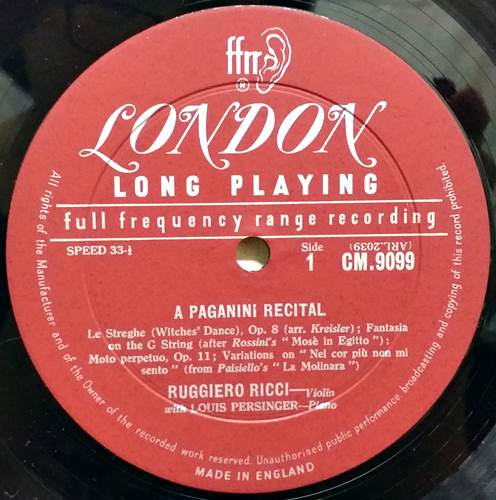 ffrr
®
LONDON
LONG PLAYING
full frequency range recording
SPEED 33-⅓
Side
1
(ARL.2039)
CM.9099
A PAGANINI RECITAL
Le Streghe (Witches' Dance), Op. 8 (arr. Kreisler); Fantasia
on the G String (after Rossini's "Mosè in Egitto");
Moto perpetuo, Op. 11; Variations on "Nel cor più non mi
sento" (from Paisiello's "La Molinara")
RUGGIERO RICCI—Violin
with LOUIS PERSINGER—Piano
All rights of the Manufacturer and of the Owner of the recorded work reserved. Unauthorised public performance, broadcasting and copying of this record prohibited.
MADE IN ENGLAND